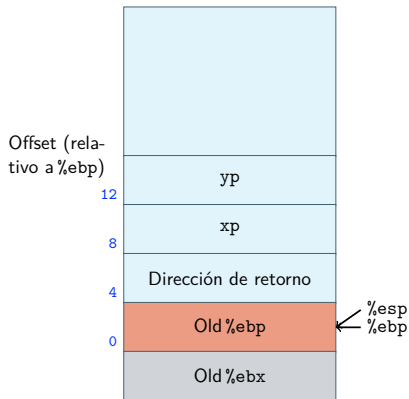 Offset (rela-
tivo a %ebp)
yp
12
xp
8
Dirección de retorno
4
%esp
Old %ebp
%ebp
0
Old %ebx